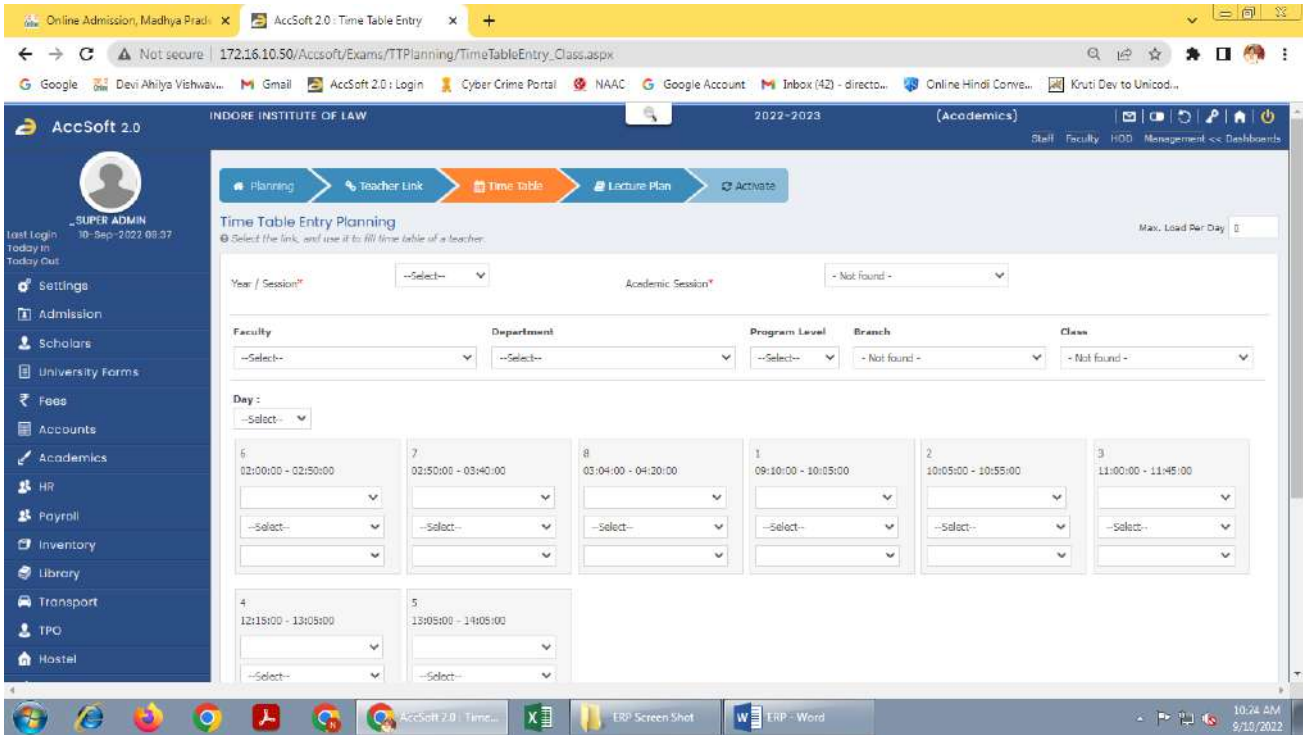 Online Admission, Madhya Prad
AccSoft 2.0 : Time Table Entry
Not secure | 172.16.10.50/Accsoft/Exams/TTPlanning/TimeTableEntry_Class.aspx
Google
Devi Ahilya Vishwav...
Gmail
AccSoft 2.0 : Login
Cyber Crime Portal
NAAC
Google Account
Inbox (42) - directo...
Online Hindi Conve...
Kruti Dev to Unicod...
AccSoft 2.0
INDORE INSTITUTE OF LAW
2022-2023
(Academics)
Staff Faculty HOD Management << Dashboards
_SUPER ADMIN
Last Login 10-Sep-2022 09:37
Today In
Today Out
Settings
Admission
Scholars
University Forms
Fees
Accounts
Academics
HR
Payroll
Inventory
Library
Transport
TPO
Hostel
Planning
Teacher Link
Time Table
Lecture Plan
Activate
Time Table Entry Planning
Select the link, and use it to fill time table of a teacher.
Max. Load Per Day 0
Year / Session* --Select--
Academic Session* - Not found -
Faculty
--Select--
Department
--Select--
Program Level
--Select--
Branch
- Not found -
Class
- Not found -
Day :
--Select--
6
02:00:00 - 02:50:00
--Select--
7
02:50:00 - 03:40:00
--Select--
8
03:04:00 - 04:20:00
--Select--
1
09:10:00 - 10:05:00
--Select--
2
10:05:00 - 10:55:00
--Select--
3
11:00:00 - 11:45:00
--Select--
4
12:15:00 - 13:05:00
--Select--
5
13:05:00 - 14:05:00
--Select--
AccSoft 2.0 : Time...
ERP Screen Shot
ERP - Word
10:24 AM
9/10/2022